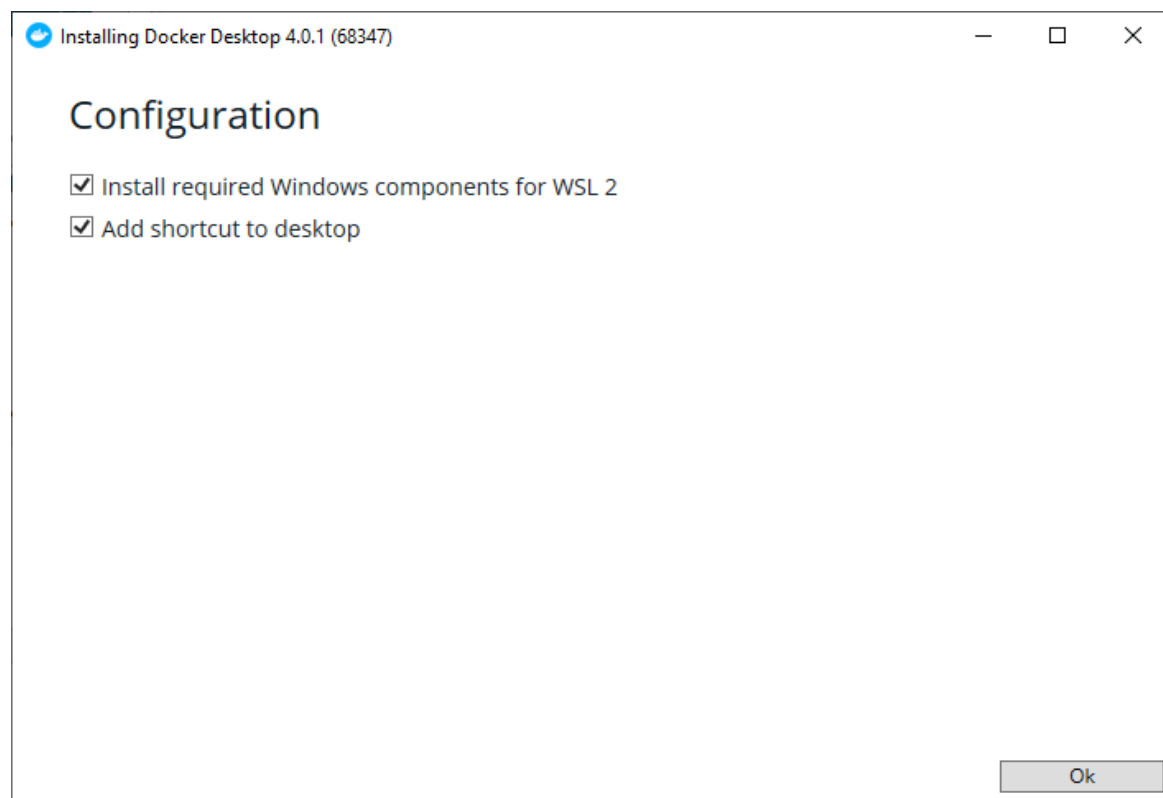 Installing Docker Desktop 4.0.1 (68347)
Configuration
Install required Windows components for WSL 2
Add shortcut to desktop
Ok